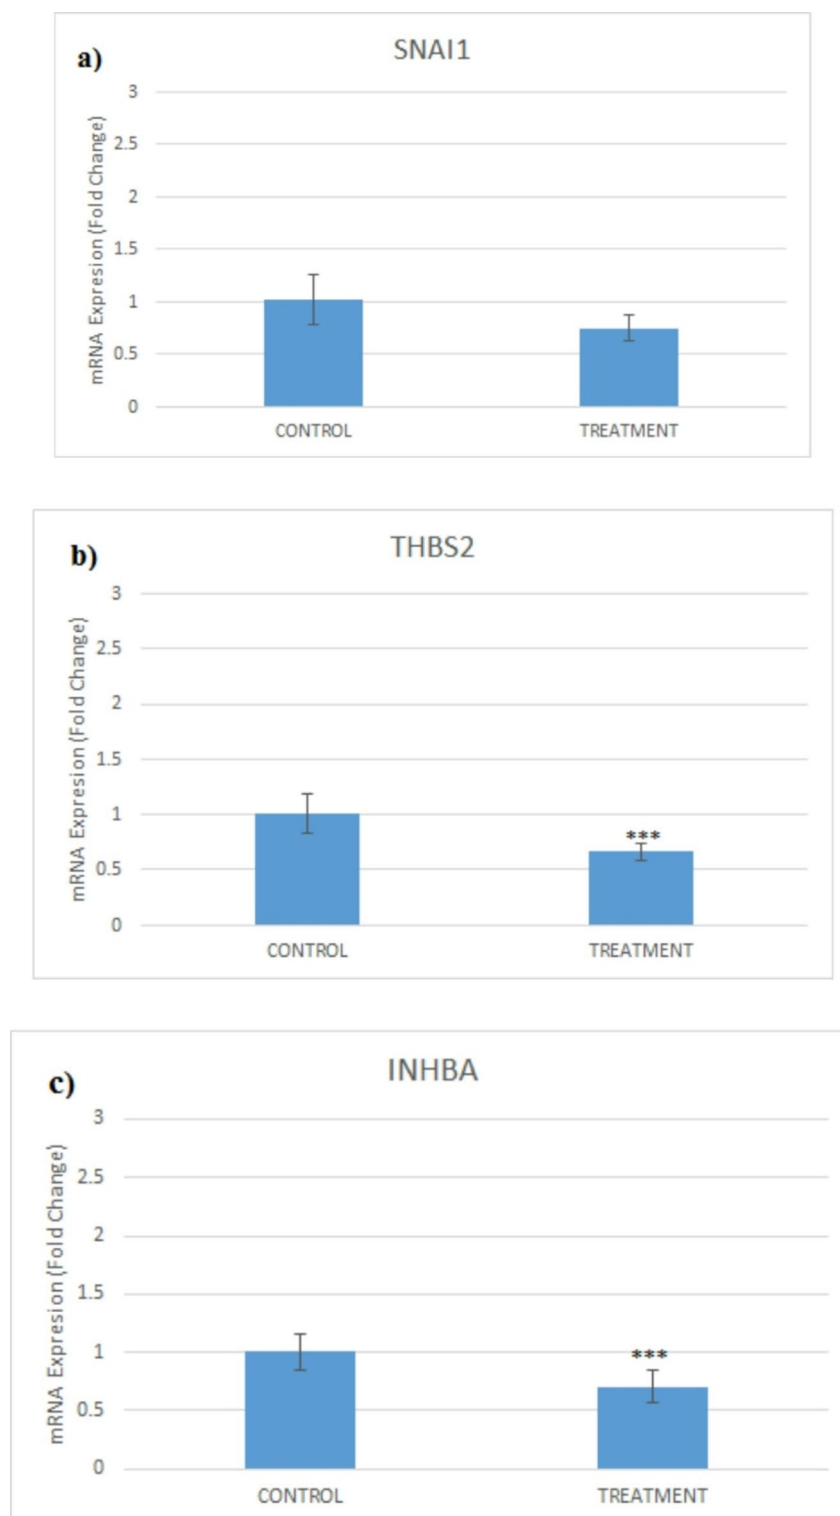 a)
SNAI1
mRNA Expresion (Fold Change)
3
2.5
2
1.5
1
0.5
0
CONTROL TREATMENT
b)
THBS2
mRNA Expresion (Fold Change)
3
2.5
2
1.5
1
0.5
0
***
CONTROL TREATMENT
c)
INHBA
mRNA Expresion (Fold Change)
3
2.5
2
1.5
1
0.5
0
***
CONTROL TREATMENT